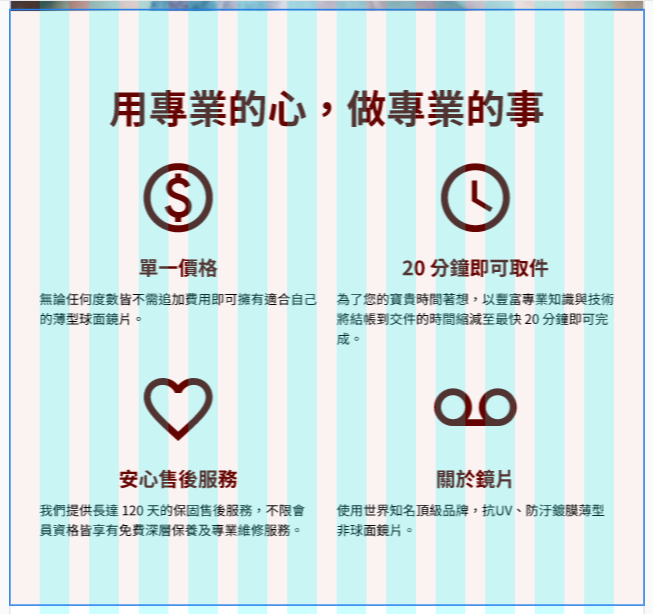 用專業的心，做專業的事
單一價格
無論任何度數皆不需追加費用即可擁有適合自己
的薄型球面鏡片。
20 分鐘即可取件
為了您的寶貴時間著想，以豐富專業知識與技術
將結帳到交件的時間縮減至最快 20 分鐘即可完
成。
安心售後服務
我們提供長達 120 天的保固售後服務，不限會
員資格皆享有免費深層保養及專業維修服務。
關於鏡片
使用世界知名頂級品牌，抗UV、防汙鍍膜薄型
非球面鏡片。